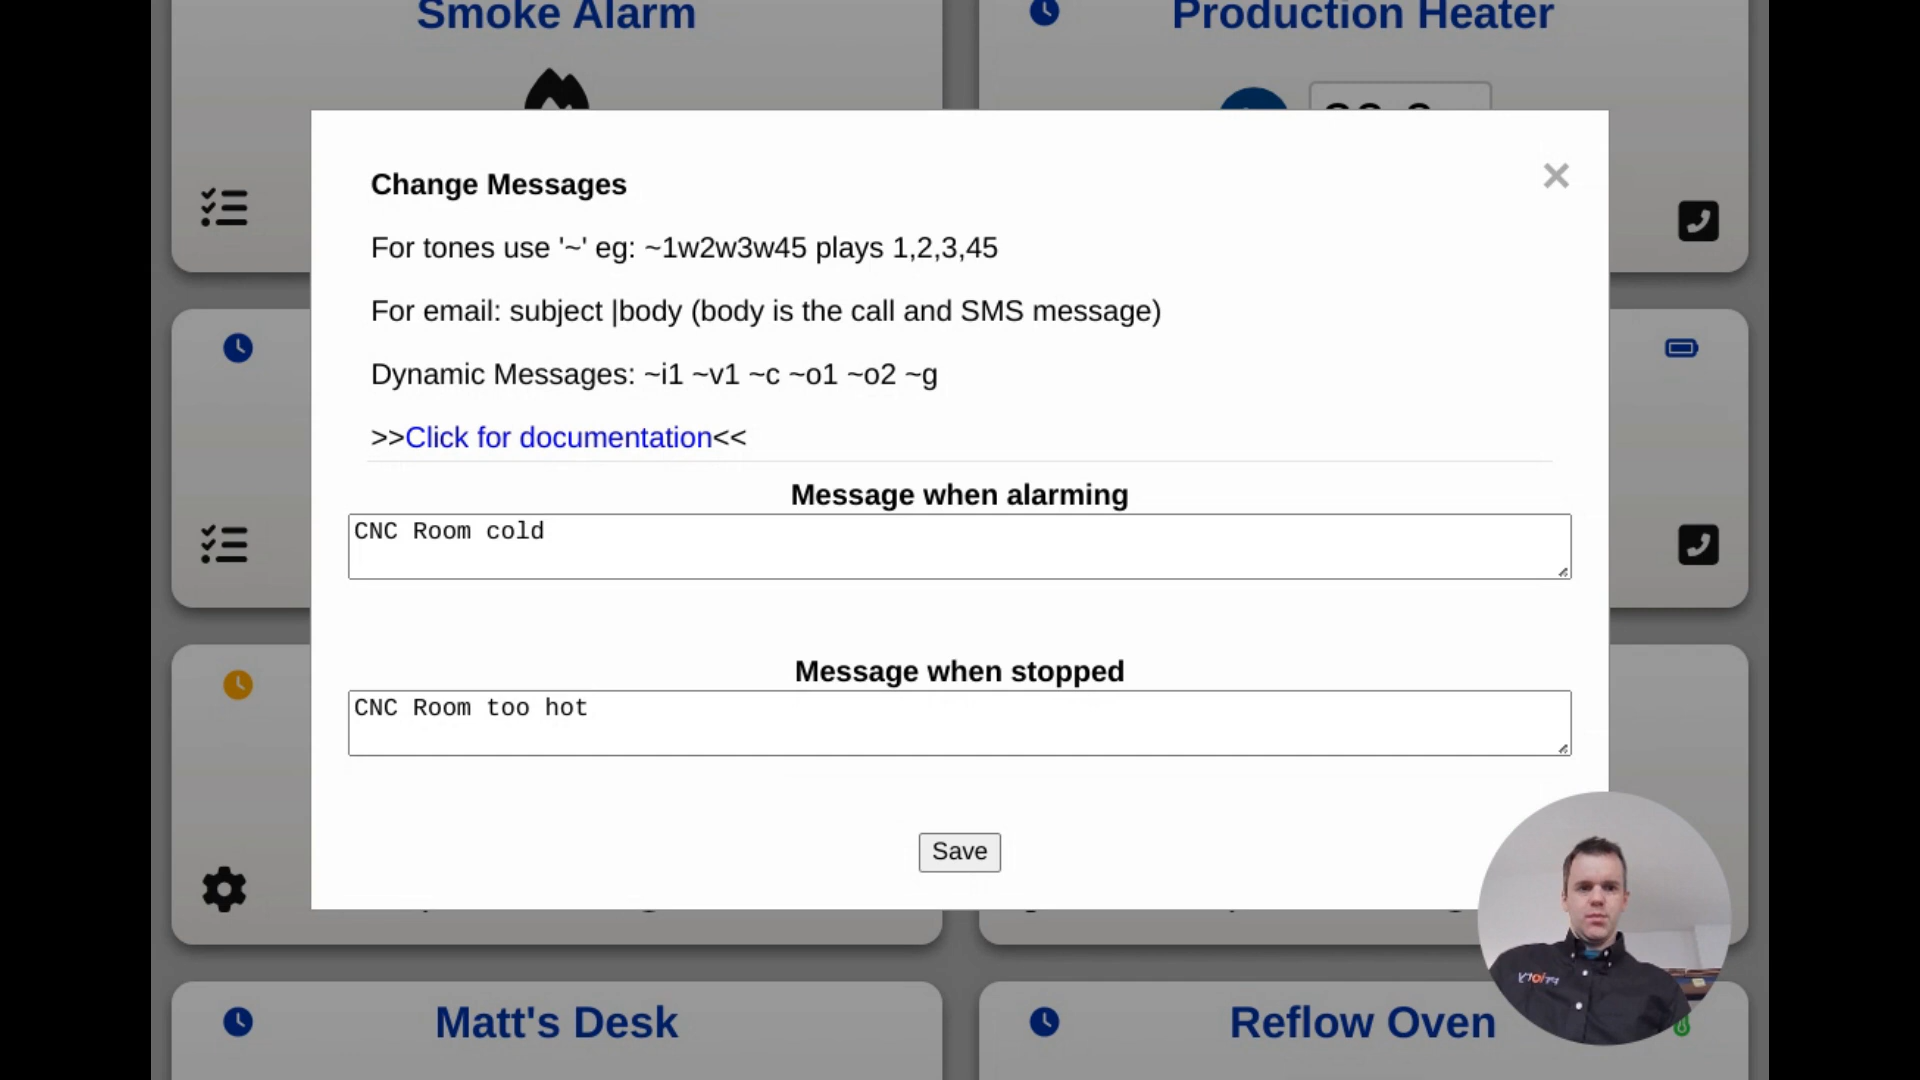 Smoke Alarm
Production Heater
Change Messages
×
For tones use '~' eg: ~1w2w3w45 plays 1,2,3,45
For email: subject |body (body is the call and SMS message)
Dynamic Messages: ~i1 ~v1 ~c ~o1 ~o2 ~g
>>Click for documentation<<
Message when alarming
CNC Room cold
Message when stopped
CNC Room too hot
Save
Matt's Desk
Reflow Oven